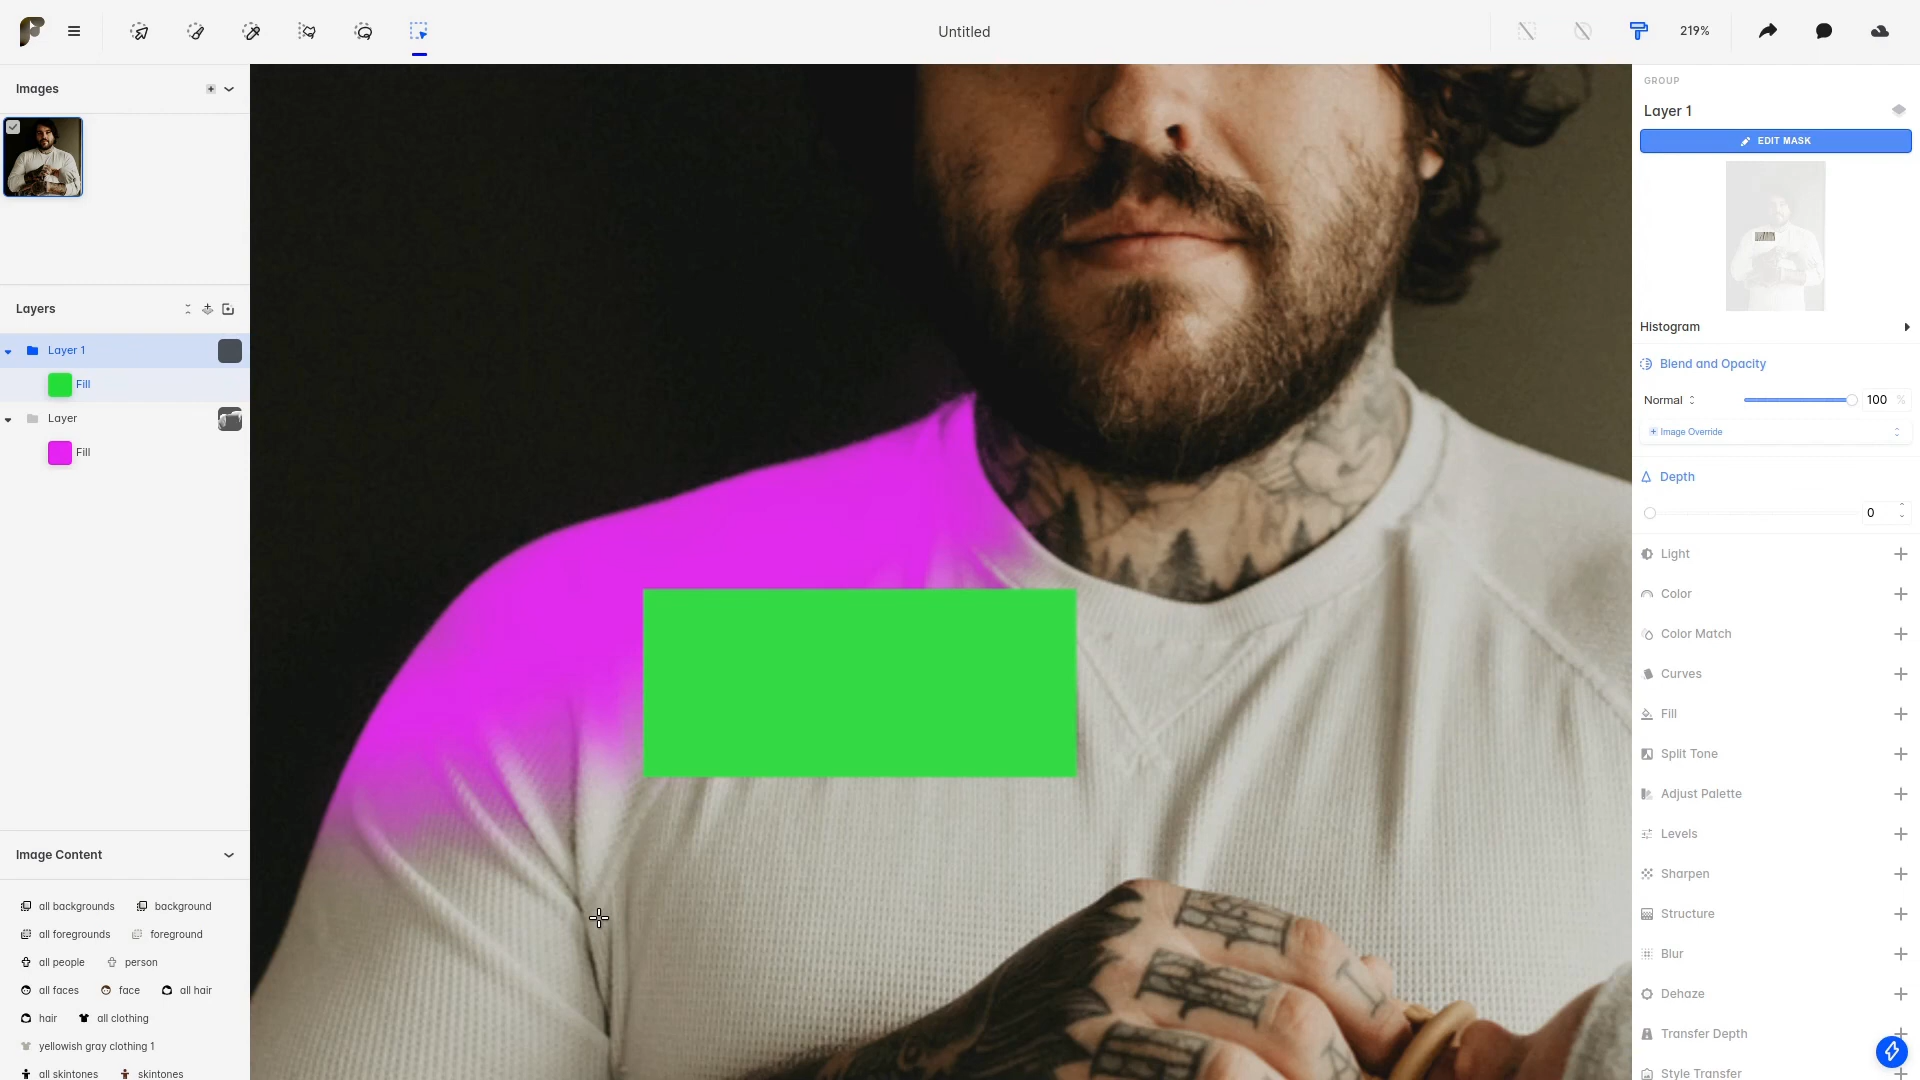 Untitled
219%
Images
Layers
Layer 1
Fill
Layer
Fill
Image Content
all backgrounds
background
all foregrounds
foreground
all people
person
all faces
face
all hair
hair
all clothing
yellowish gray clothing 1
all skintones
skintones
GROUP
Layer 1
EDIT MASK
Histogram
Blend and Opacity
Normal
100 %
Image Override
Depth
0
Light
Color
Color Match
Curves
Fill
Split Tone
Adjust Palette
Levels
Sharpen
Structure
Blur
Dehaze
Transfer Depth
Style Transfer